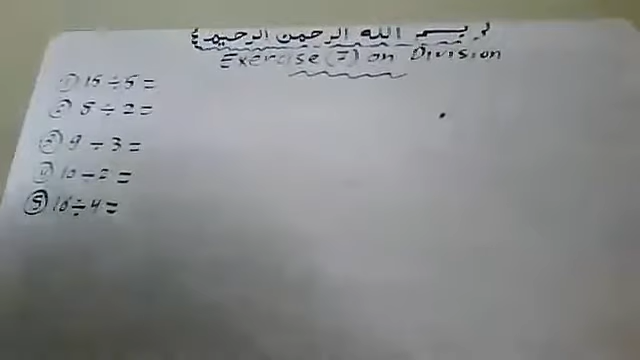 بسم الله الرحمن الرحيم
Exercise (7) on Division
① 15 ÷ 5 =
② 8 ÷ 2 =
③ 9 ÷ 3 =
④ 10 ÷ 2 =
⑤ 16 ÷ 4 =